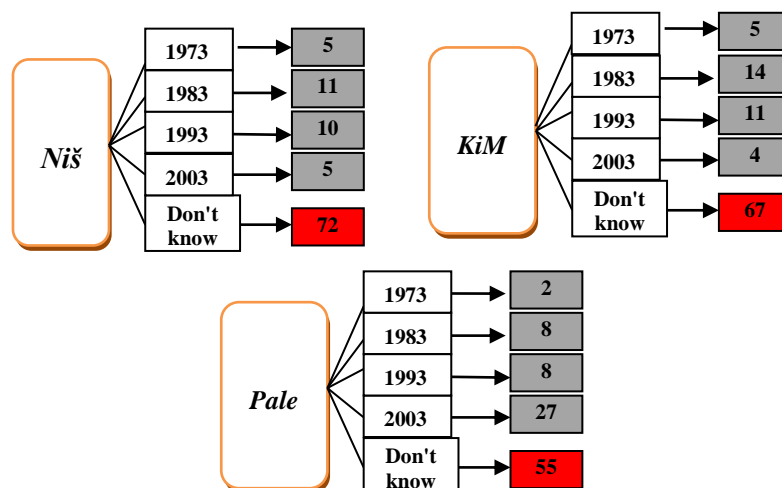 Niš
1973 5
1983 11
1993 10
2003 5
Don't
know 72
KiM
1973 5
1983 14
1993 11
2003 4
Don't
know 67
Pale
1973 2
1983 8
1993 8
2003 27
Don't
know 55